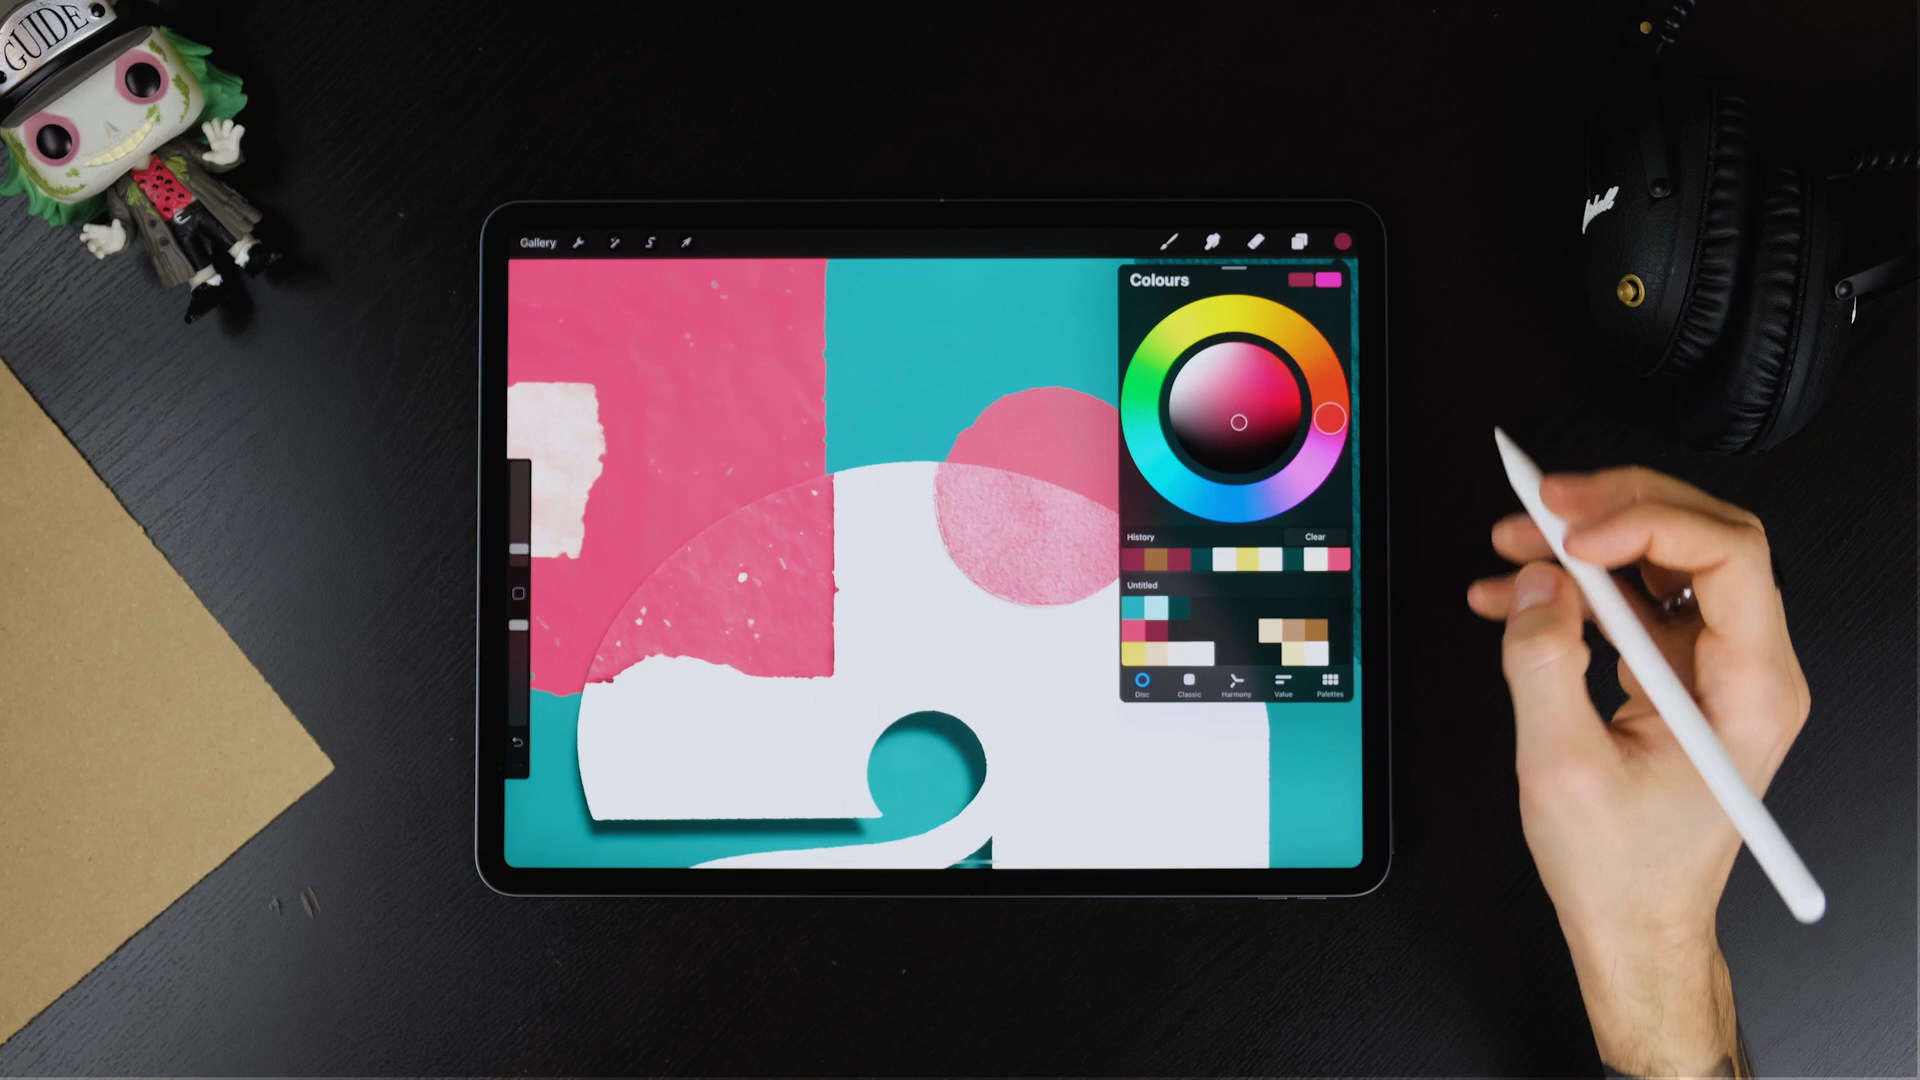 GUIDE
Gallery
S
Colours
History
Clear
Untitled
Disc
Classic
Harmony
Value
Palettes